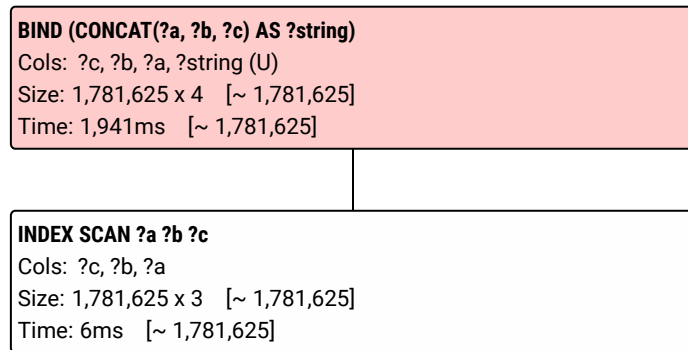 BIND (CONCAT(?a, ?b, ?c) AS ?string)
Cols: ?c, ?b, ?a, ?string (U)
Size: 1,781,625 x 4 [~ 1,781,625]
Time: 1,941ms [~ 1,781,625]
INDEX SCAN ?a ?b ?c
Cols: ?c, ?b, ?a
Size: 1,781,625 x 3 [~ 1,781,625]
Time: 6ms [~ 1,781,625]